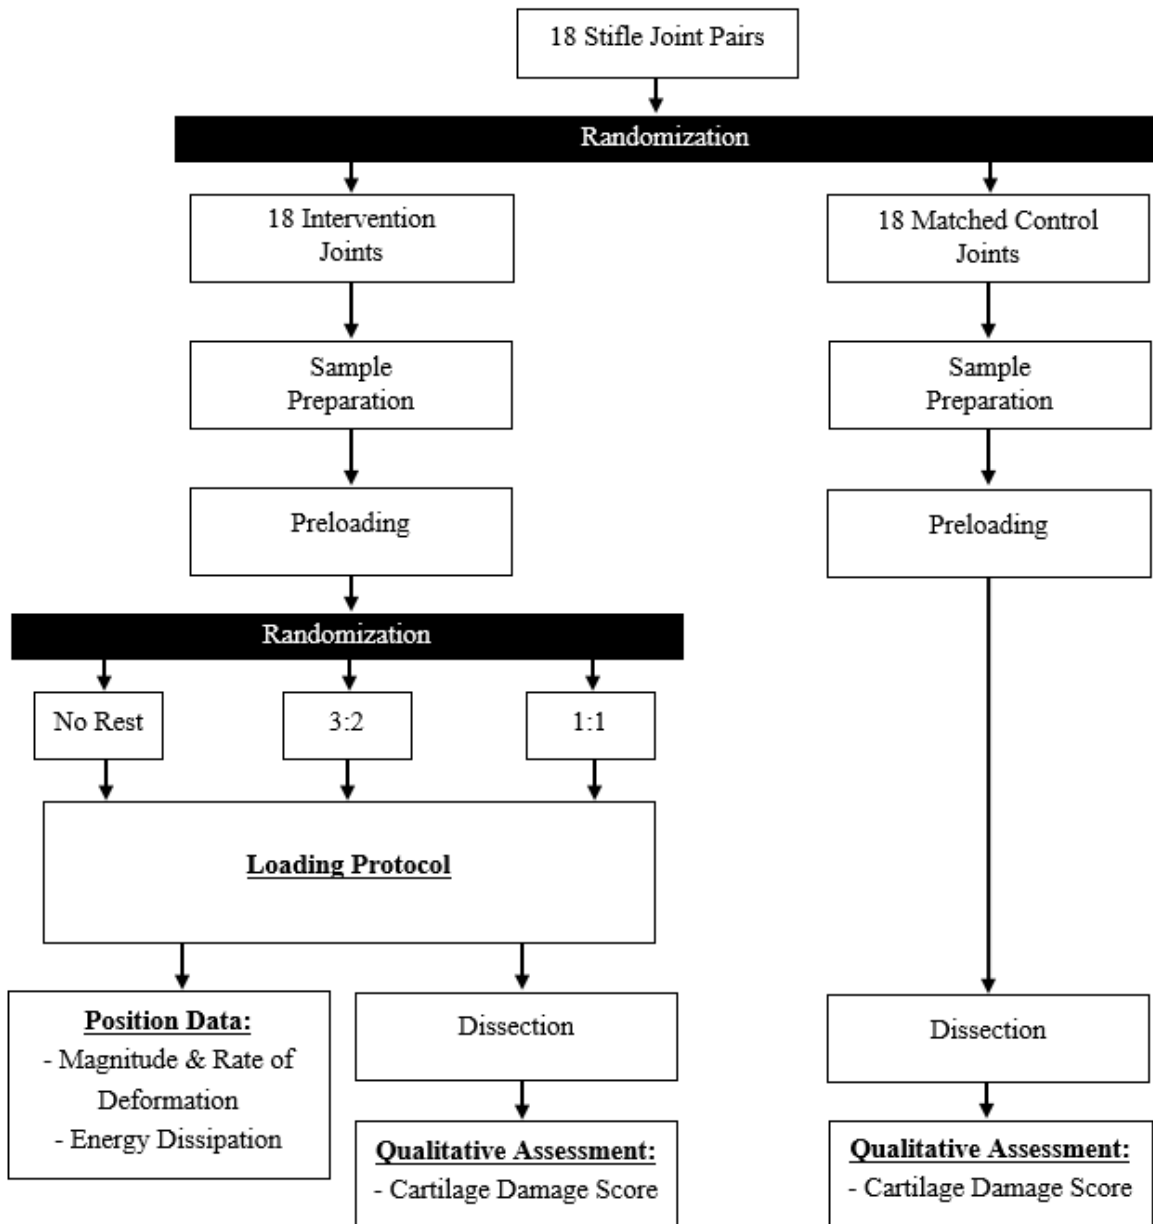 18 Stifle Joint Pairs
Randomization
18 Intervention
Joints
18 Matched Control
Joints
Sample
Preparation
Sample
Preparation
Preloading
Preloading
Randomization
No Rest
3:2
1:1
Loading Protocol
Position Data:
- Magnitude & Rate of
Deformation
- Energy Dissipation
Dissection
Dissection
Qualitative Assessment:
- Cartilage Damage Score
Qualitative Assessment:
- Cartilage Damage Score